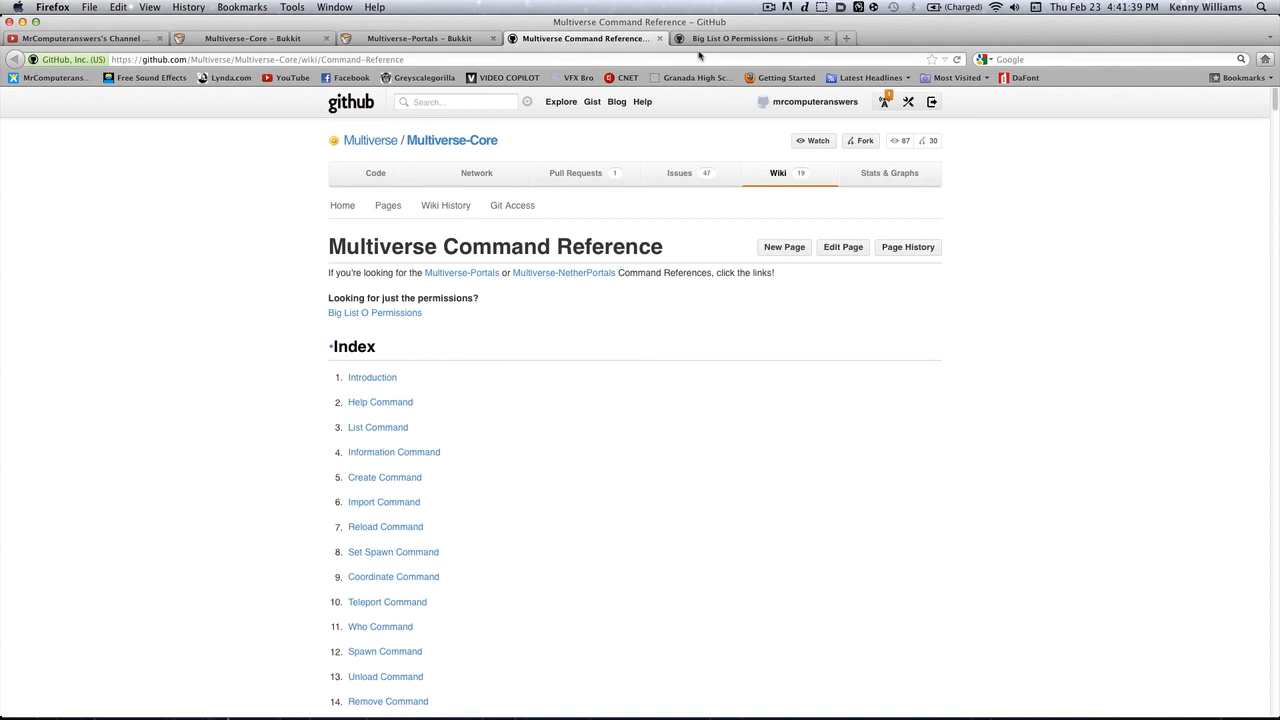 Firefox File Edit View History Bookmarks Tools Window Help (Charged) Thu Feb 23 4:41:39 PM Kenny Williams
Multiverse Command Reference – GitHub
MrComputeranswers's Channel ... Multiverse-Core - Bukkit Multiverse-Portals - Bukkit Multiverse Command Reference... Big List O Permissions - GitHub
GitHub, Inc. (US) https://github.com/Multiverse/Multiverse-Core/wiki/Command-Reference Google
MrComputerans... Free Sound Effects Lynda.com YouTube Facebook Greyscalegorilla VIDEO COPILOT VFX Bro CNET Granada High Sc... Getting Started Latest Headlines Most Visited DaFont Bookmarks
github Search... Explore Gist Blog Help mrcomputeranswers 1
Multiverse / Multiverse-Core Watch Fork 87 30
Code Network Pull Requests 1 Issues 47 Wiki 19 Stats & Graphs
Home Pages Wiki History Git Access
Multiverse Command Reference New Page Edit Page Page History
If you're looking for the Multiverse-Portals or Multiverse-NetherPortals Command References, click the links!
Looking for just the permissions?
Big List O Permissions
Index
1. Introduction
2. Help Command
3. List Command
4. Information Command
5. Create Command
6. Import Command
7. Reload Command
8. Set Spawn Command
9. Coordinate Command
10. Teleport Command
11. Who Command
12. Spawn Command
13. Unload Command
14. Remove Command